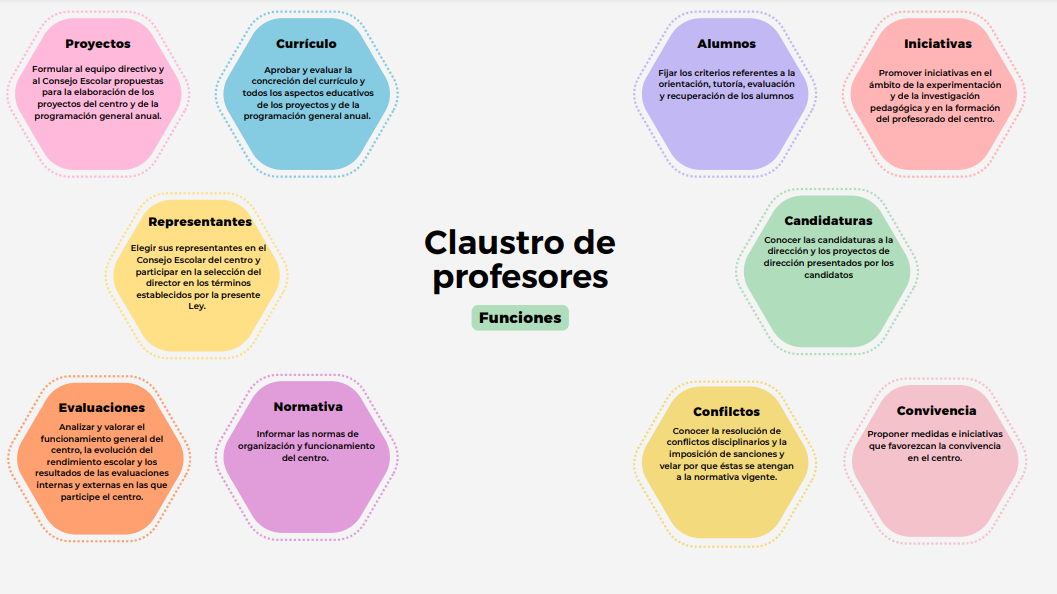 Proyectos
Formular al equipo directivo y
al Consejo Escolar propuestas
para la elaboración de los
proyectos del centro y de la
programación general anual.
Currículo
Aprobar y evaluar la
concreción del currículo y
todos los aspectos educativos
de los proyectos y de la
programación general anual.
Alumnos
Fijar los criterios referentes a la
orientación, tutoría, evaluación
y recuperación de los alumnos
Iniciativas
Promover iniciativas en el
ámbito de la experimentación
y de la investigación
pedagógica y en la formación
del profesorado del centro.
Representantes
Elegir sus representantes en el
Consejo Escolar del centro y
participar en la selección del
director en los términos
establecidos por la presente
Ley.
Claustro de
profesores
Funciones
Candidaturas
Conocer las candidaturas a la
dirección y los proyectos de
dirección presentados por los
candidatos
Evaluaciones
Analizar y valorar el
funcionamiento general del
centro, la evolución del
rendimiento escolar y los
resultados de las evaluaciones
internas y externas en las que
participe el centro.
Normativa
Informar las normas de
organización y funcionamiento
del centro.
Confilctos
Conocer la resolución de
conflictos disciplinarios y la
imposición de sanciones y
velar por que éstas se atengan
a la normativa vigente.
Convivencia
Proponer medidas e iniciativas
que favorezcan la convivencia
en el centro.